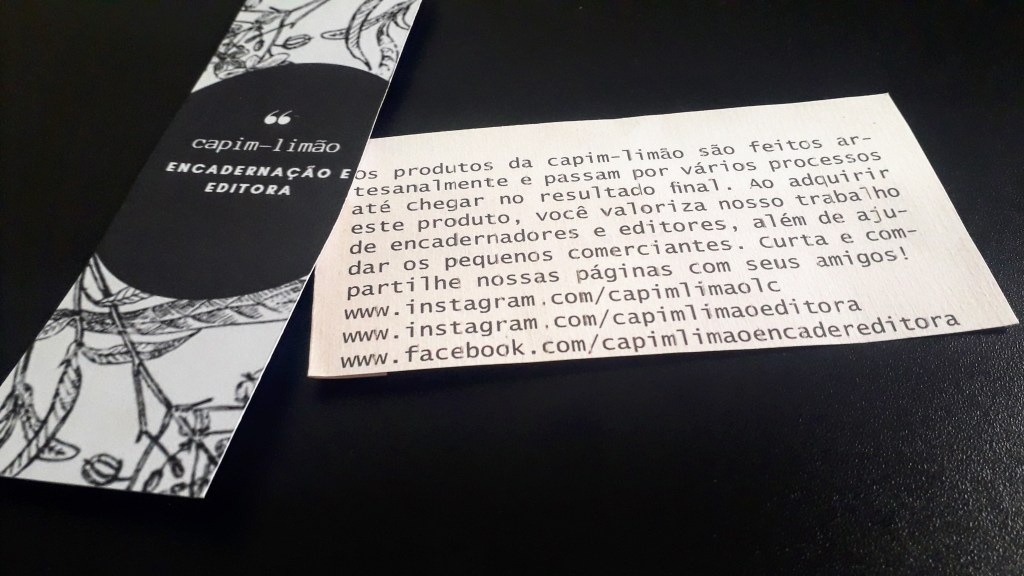 ❝
capim-limão
ENCADERNAÇÃO E
EDITORA
os produtos da capim-limão são feitos ar-
tesanalmente e passam por vários processos
até chegar no resultado final. Ao adquirir
este produto, você valoriza nosso trabalho
de encadernadores e editores, além de aju-
dar os pequenos comerciantes. Curta e com-
partilhe nossas páginas com seus amigos!
www.instagram.com/capimlimaolc
www.instagram.com/capimlimaoeditora
www.facebook.com/capimlimaoencadereditora